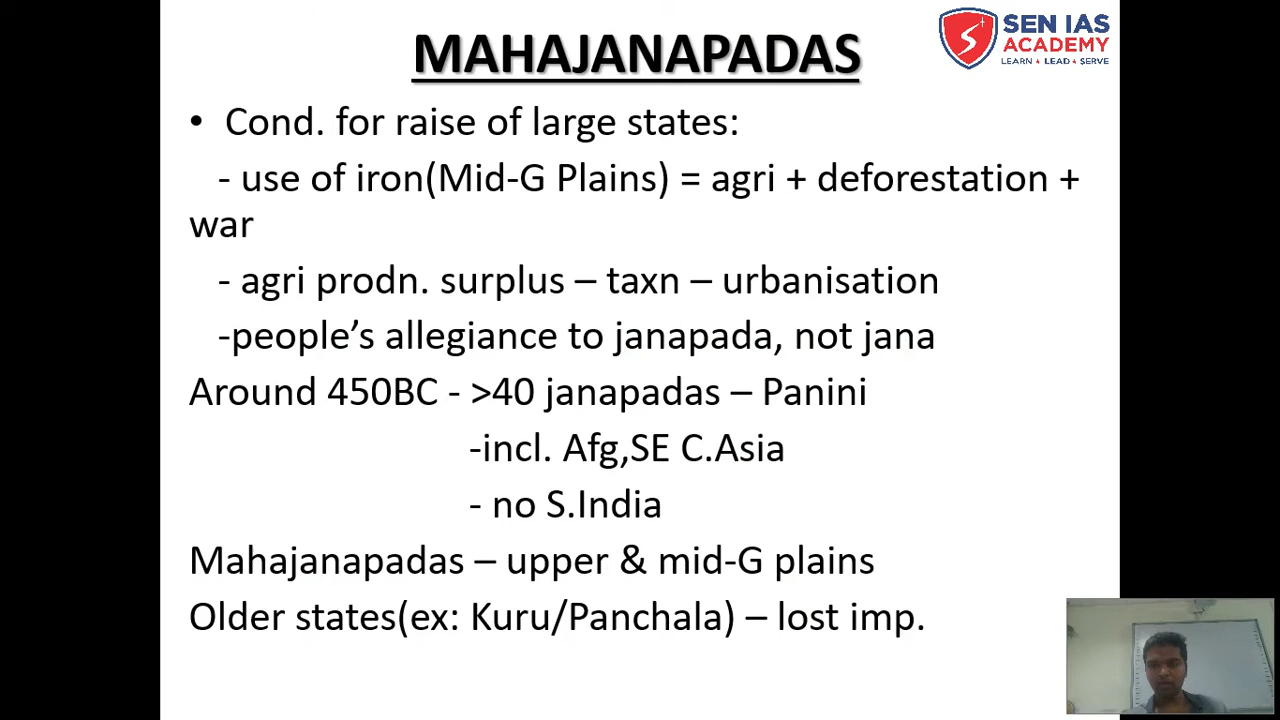 MAHAJANAPADAS
SEN IAS
ACADEMY
LEARN ★ LEAD ★ SERVE
• Cond. for raise of large states:
- use of iron(Mid-G Plains) = agri + deforestation +
war
- agri prodn. surplus – taxn – urbanisation
-people’s allegiance to janapada, not jana
Around 450BC - >40 janapadas – Panini
-incl. Afg,SE C.Asia
- no S.India
Mahajanapadas – upper & mid-G plains
Older states(ex: Kuru/Panchala) – lost imp.